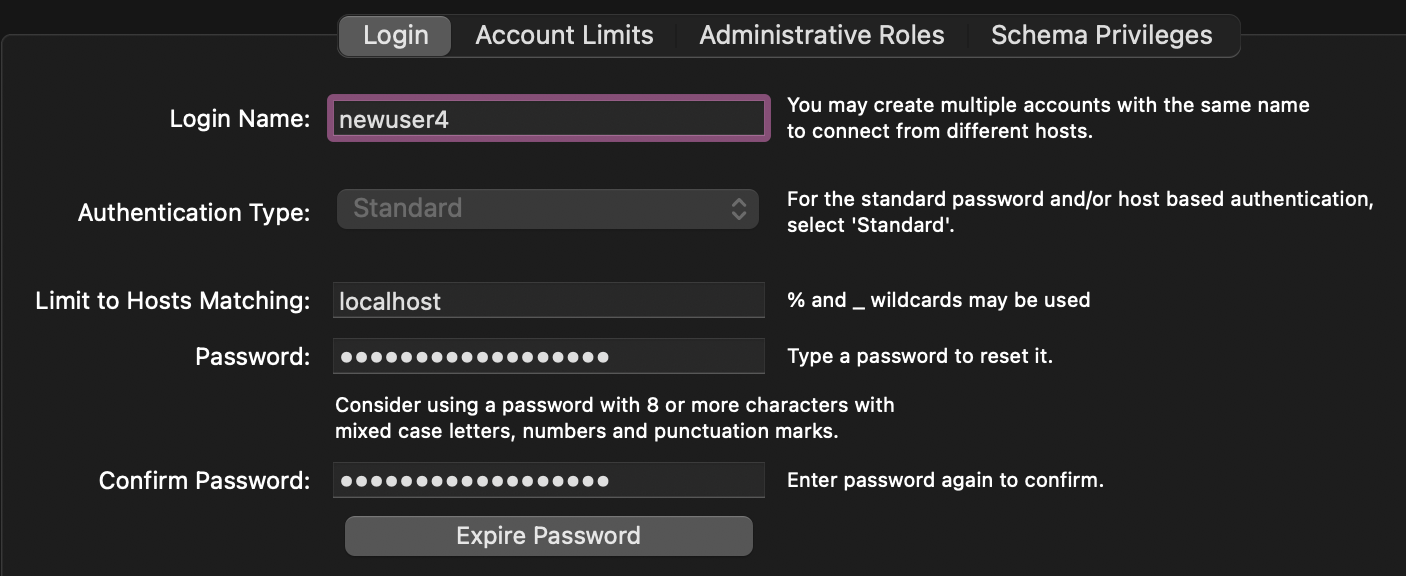 Login Account Limits Administrative Roles Schema Privileges
Login Name: newuser4 You may create multiple accounts with the same name
to connect from different hosts.
Authentication Type: Standard For the standard password and/or host based authentication,
select 'Standard'.
Limit to Hosts Matching: localhost % and _ wildcards may be used
Password: ●●●●●●●●●●●●●●●●●● Type a password to reset it.
Consider using a password with 8 or more characters with
mixed case letters, numbers and punctuation marks.
Confirm Password: ●●●●●●●●●●●●●●●●●● Enter password again to confirm.
Expire Password